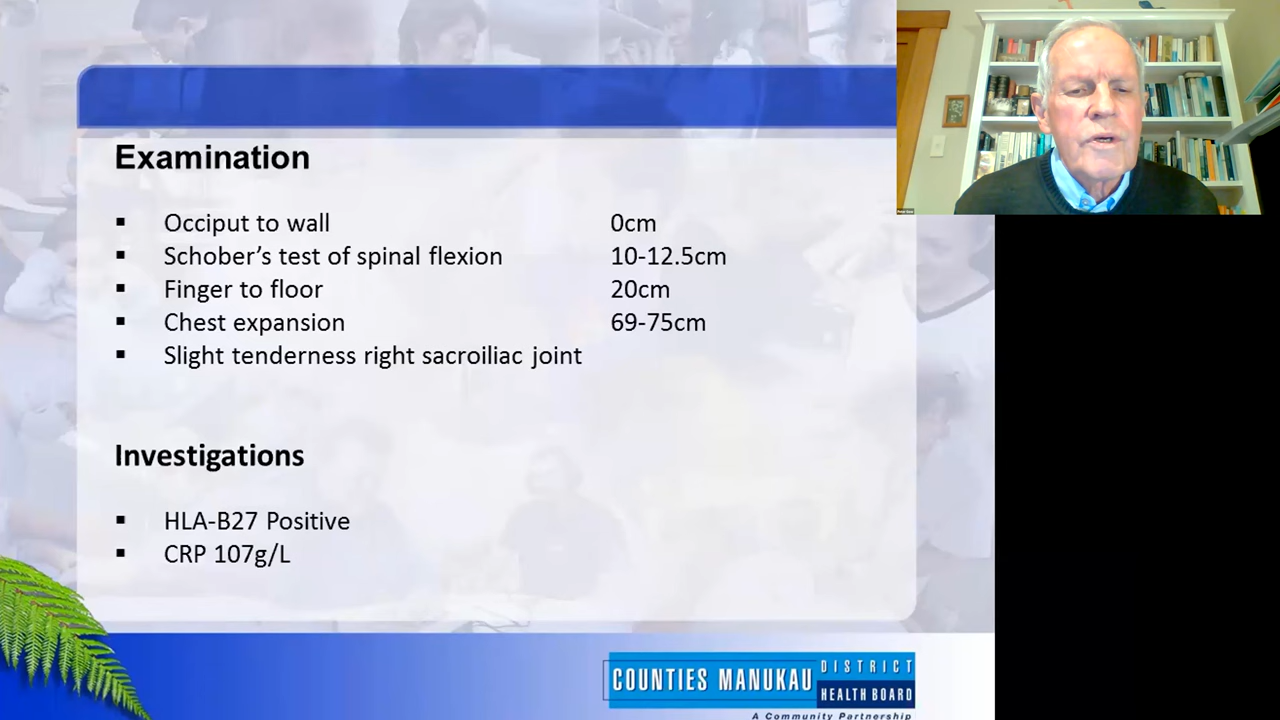 Examination
▪ Occiput to wall 0cm
▪ Schober's test of spinal flexion 10-12.5cm
▪ Finger to floor 20cm
▪ Chest expansion 69-75cm
▪ Slight tenderness right sacroiliac joint
Investigations
▪ HLA-B27 Positive
▪ CRP 107g/L
COUNTIES MANUKAU
DISTRICT
HEALTH BOARD
A Community Partnership